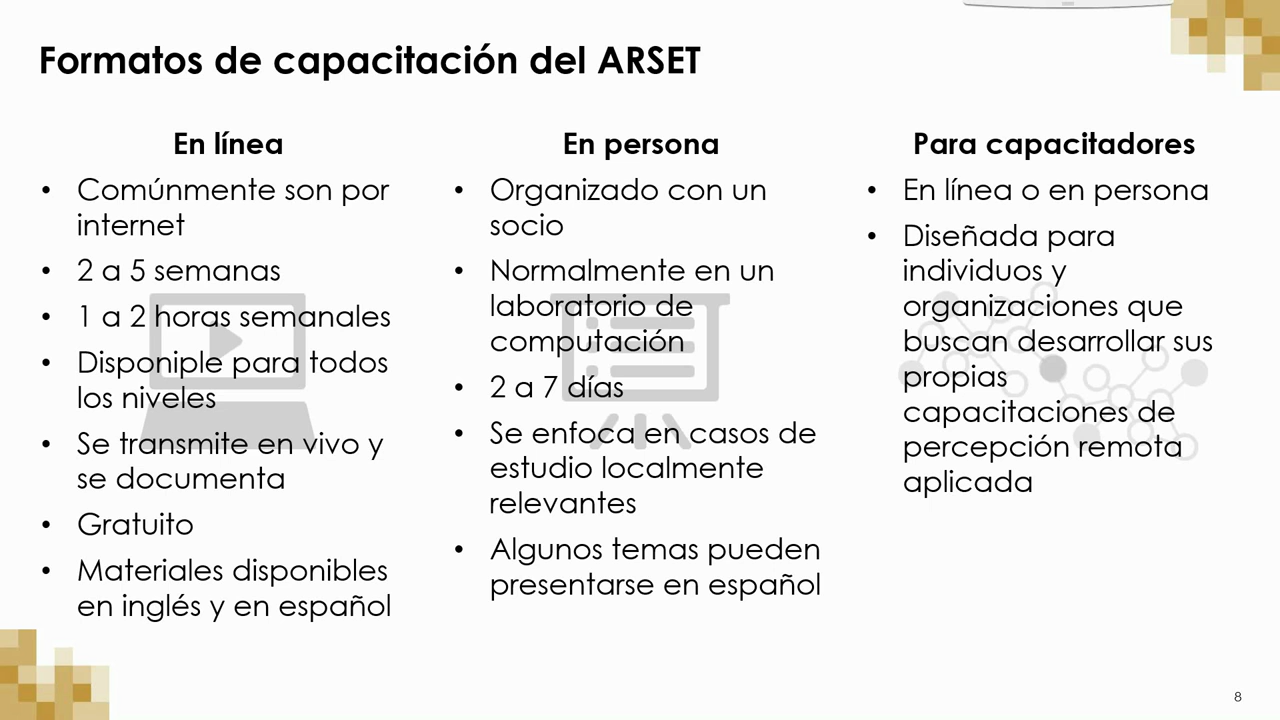 Formatos de capacitación del ARSET
En línea
• Comúnmente son por
internet
• 2 a 5 semanas
• 1 a 2 horas semanales
• Disponiple para todos
los niveles
• Se transmite en vivo y
se documenta
• Gratuito
• Materiales disponibles
en inglés y en español
En persona
• Organizado con un
socio
• Normalmente en un
laboratorio de
computación
• 2 a 7 días
• Se enfoca en casos de
estudio localmente
relevantes
• Algunos temas pueden
presentarse en español
Para capacitadores
• En línea o en persona
• Diseñada para
individuos y
organizaciones que
buscan desarrollar sus
propias
capacitaciones de
percepción remota
aplicada
8